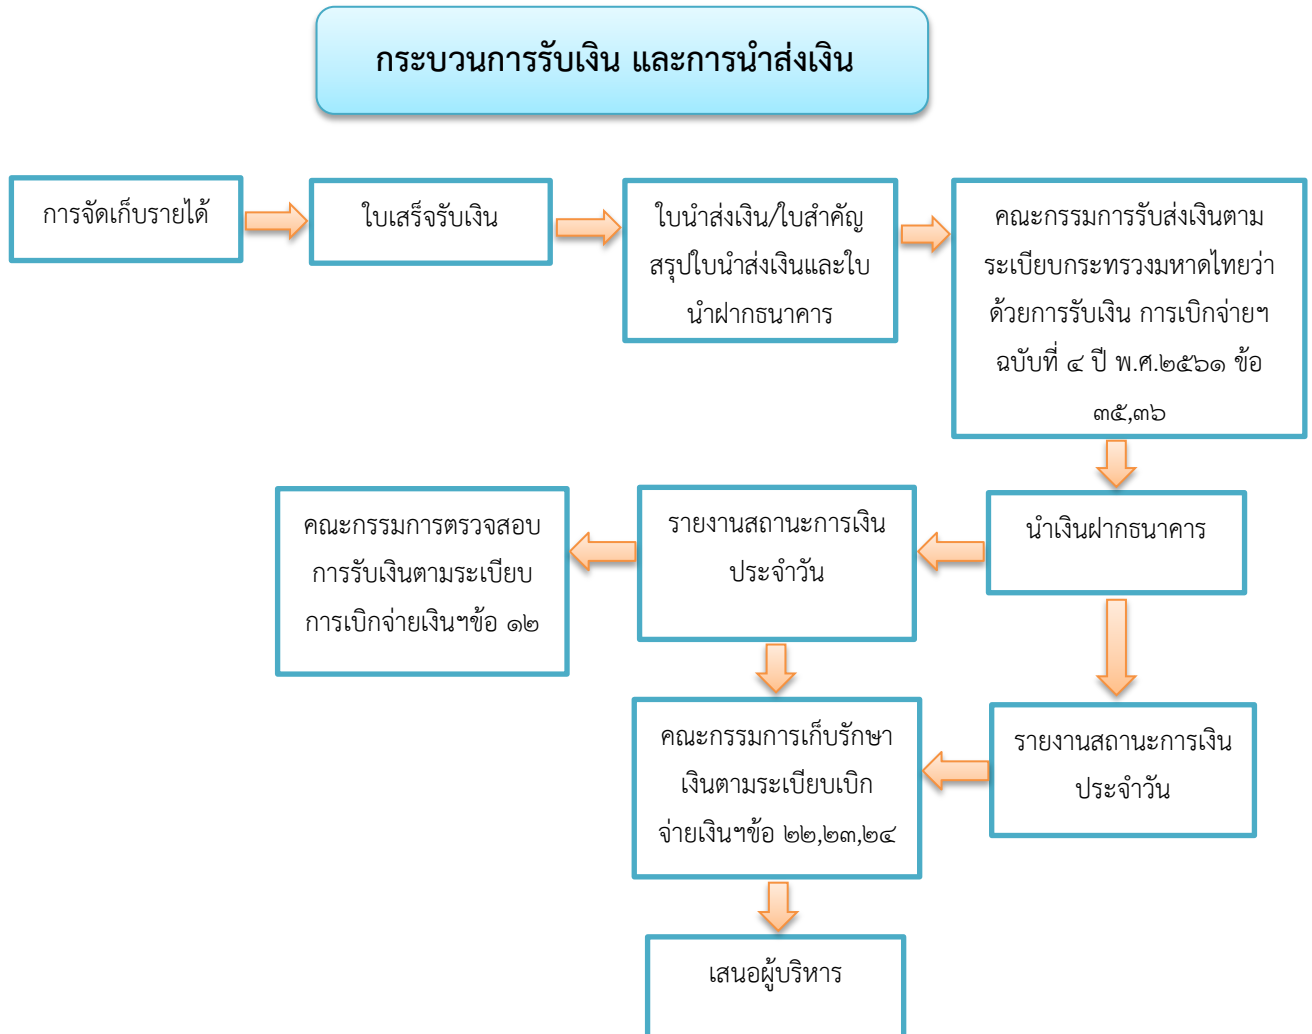 กระบวนการรับเงิน และการนำส่งเงิน
การจัดเก็บรายได้
ใบเสร็จรับเงิน
ใบนำส่งเงิน/ใบสำคัญ
สรุปใบนำส่งเงินและใบ
นำฝากธนาคาร
คณะกรรมการรับส่งเงินตาม
ระเบียบกระทรวงมหาดไทยว่า
ด้วยการรับเงิน การเบิกจ่ายฯ
ฉบับที่ ๔ ปี พ.ศ.๒๕๖๑ ข้อ
๓๕,๓๖
นำเงินฝากธนาคาร
รายงานสถานะการเงิน
ประจำวัน
คณะกรรมการตรวจสอบ
การรับเงินตามระเบียบ
การเบิกจ่ายเงินฯข้อ ๑๒
รายงานสถานะการเงิน
ประจำวัน
คณะกรรมการเก็บรักษา
เงินตามระเบียบเบิก
จ่ายเงินฯข้อ ๒๒,๒๓,๒๔
เสนอผู้บริหาร